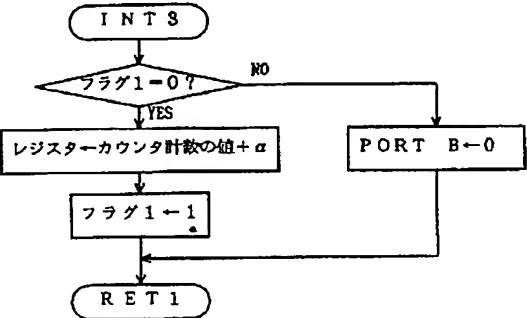 INT3
フラグ1=0?
NO
YES
レジスター←カウンタ計数の値+α
PORT B←0
フラグ1←1
RET1